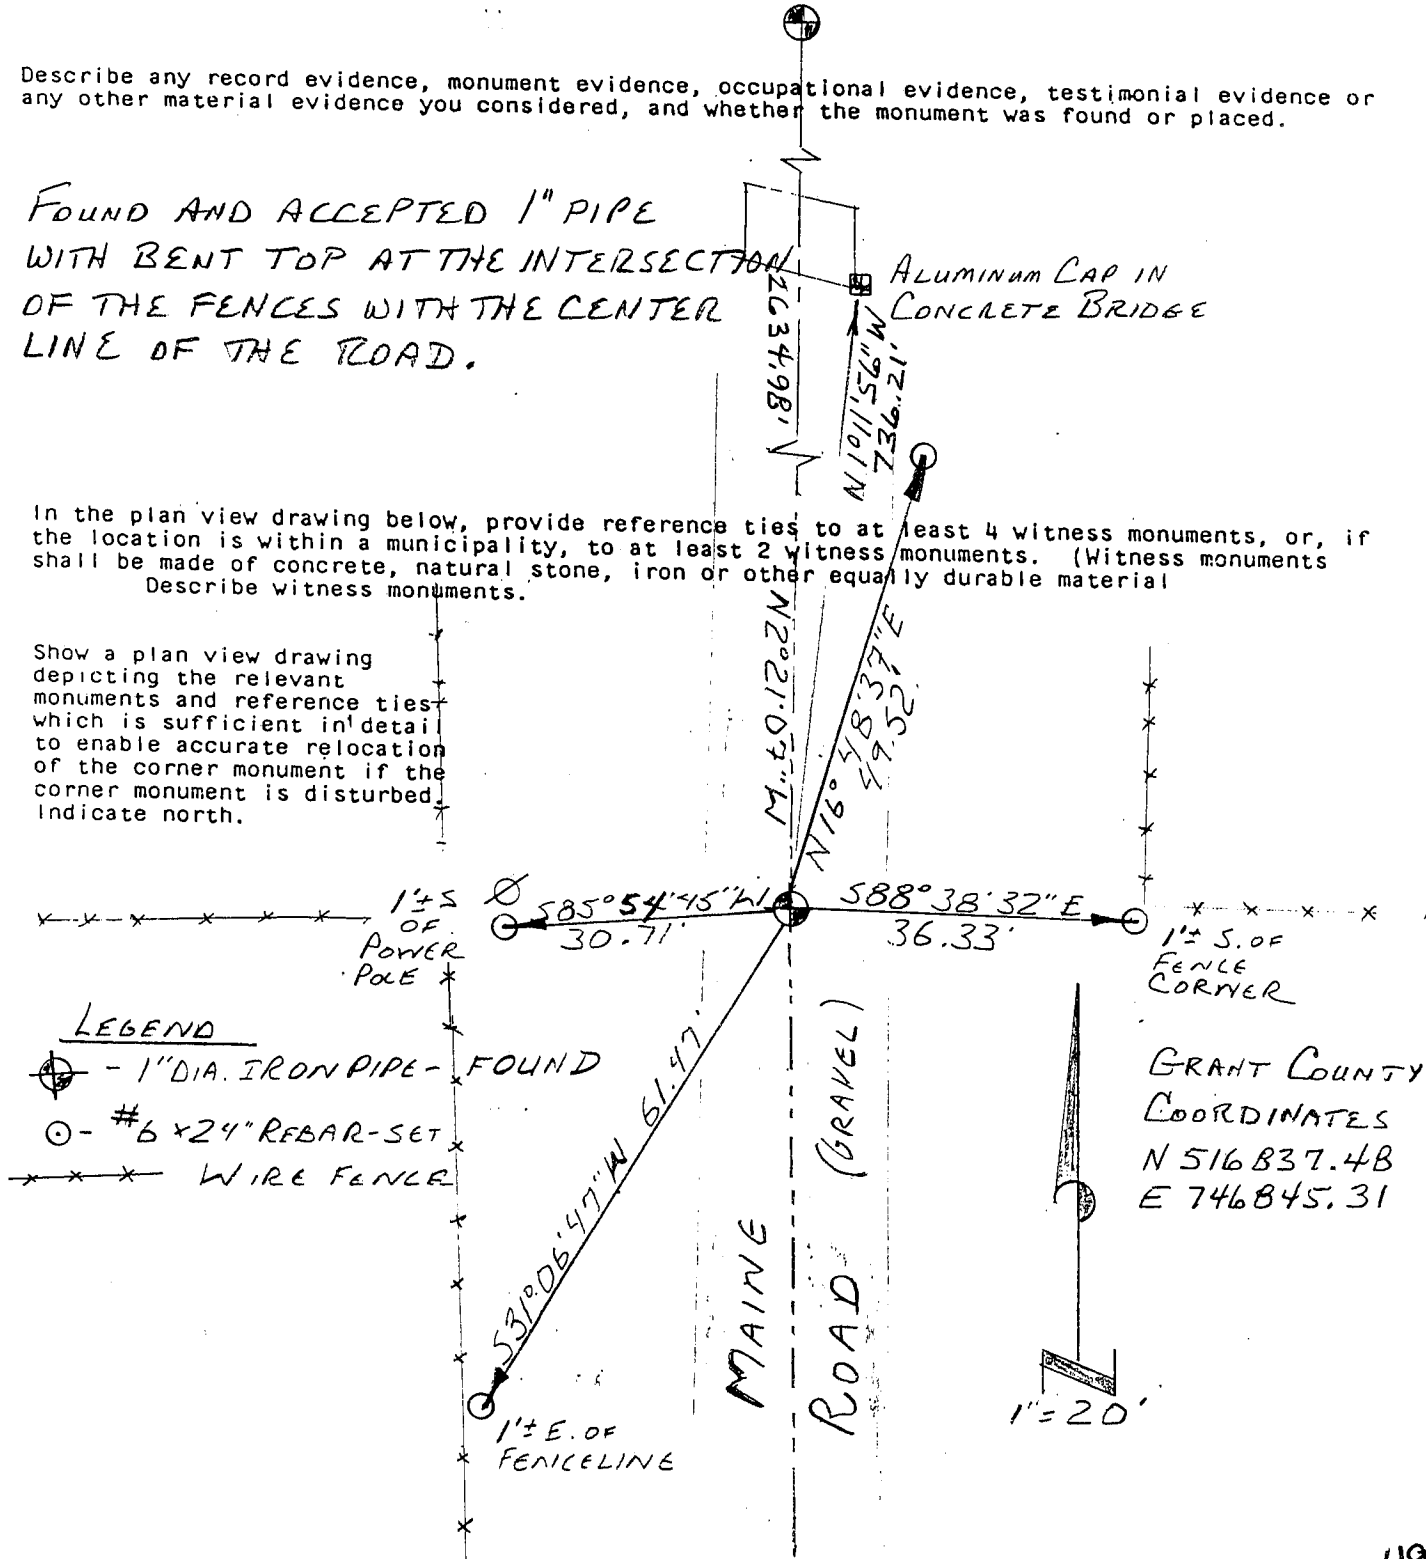 Describe any record evidence, monument evidence, occupational evidence, testimonial evidence or
any other material evidence you considered, and whether the monument was found or placed.
FOUND AND ACCEPTED 1" PIPE
WITH BENT TOP AT THE INTERSECTION
OF THE FENCES WITH THE CENTER
LINE OF THE ROAD.
ALUMINUM CAP IN
CONCRETE BRIDGE
2634.98'
N1°11'56"W
736.21'
In the plan view drawing below, provide reference ties to at least 4 witness monuments, or, if
the location is within a municipality, to at least 2 witness monuments. (Witness monuments
shall be made of concrete, natural stone, iron or other equally durable material
Describe witness monuments.
N2°21'07"W
N16°48'37"E
49.52'
Show a plan view drawing
depicting the relevant
monuments and reference ties
which is sufficient in detail
to enable accurate relocation
of the corner monument if the
corner monument is disturbed.
Indicate north.
1'± S
OF
POWER
POLE
S85°54'45"W
30.71'
S88°38'32"E
36.33'
1'± S. OF
FENCE
CORNER
LEGEND
- 1" DIA. IRON PIPE - FOUND
- #6 x 24" REBAR-SET
WIRE FENCE
S31°06'47"W 61.47'
MAINE
ROAD (GRAVEL)
GRANT COUNTY
COORDINATES
N 516837.48
E 746845.31
1" = 20'
1'± E. OF
FENCELINE